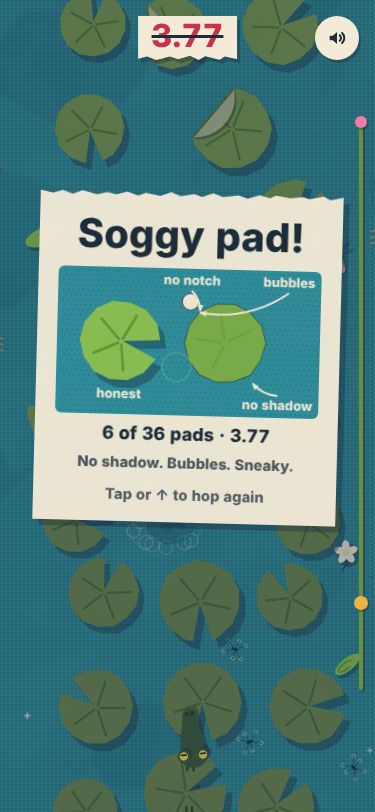 3.77
Soggy pad!
no notch
bubbles
honest
no shadow
6 of 36 pads · 3.77
No shadow. Bubbles. Sneaky.
Tap or ↑ to hop again